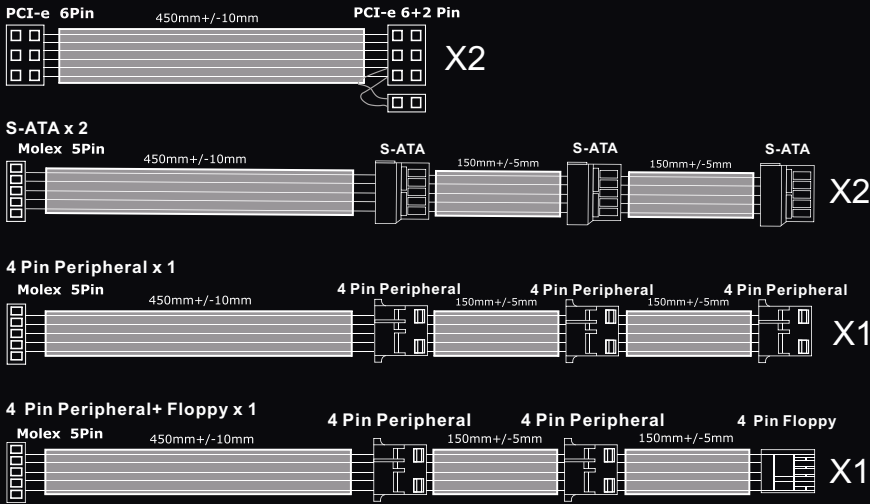 PCI-e 6Pin 450mm+/-10mm PCI-e 6+2 Pin
X2
S-ATA x 2
Molex 5Pin 450mm+/-10mm S-ATA 150mm+/-5mm S-ATA 150mm+/-5mm S-ATA
X2
4 Pin Peripheral x 1
Molex 5Pin 450mm+/-10mm 4 Pin Peripheral 150mm+/-5mm 4 Pin Peripheral 150mm+/-5mm 4 Pin Peripheral
X1
4 Pin Peripheral+ Floppy x 1
Molex 5Pin 450mm+/-10mm 4 Pin Peripheral 150mm+/-5mm 4 Pin Peripheral 150mm+/-5mm 4 Pin Floppy
X1